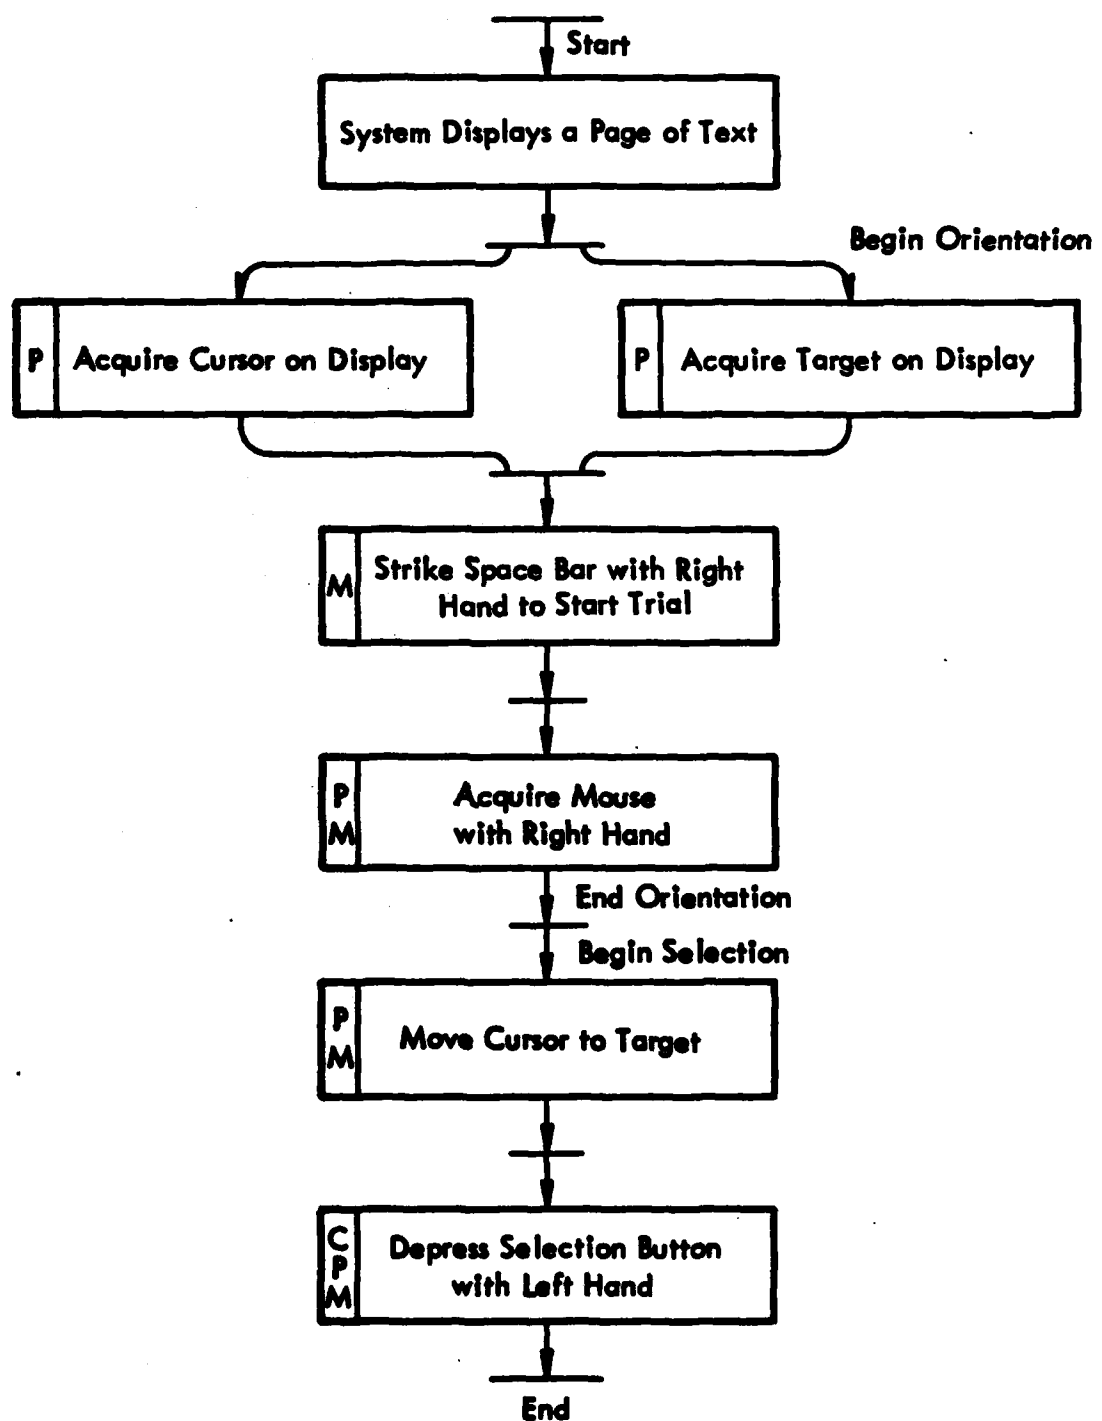 Start
System Displays a Page of Text
Begin Orientation
P Acquire Cursor on Display
P Acquire Target on Display
M
Strike Space Bar with Right
Hand to Start Trial
P
M
Acquire Mouse
with Right Hand
End Orientation
Begin Selection
P
M
Move Cursor to Target
C
P
M
Depress Selection Button
with Left Hand
End